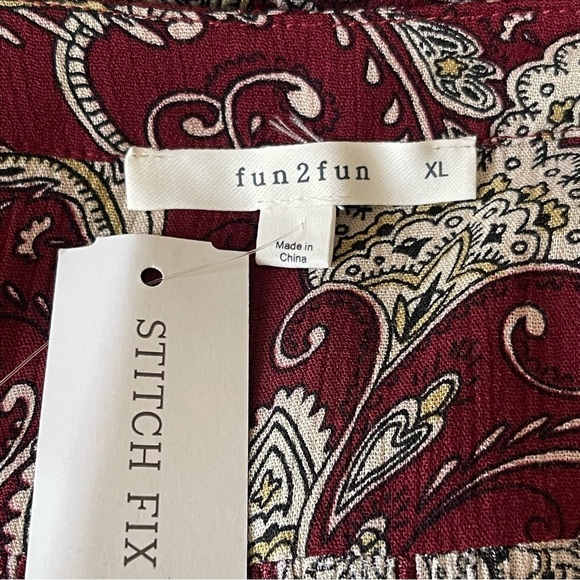 fun2fun XL
Made in
China
STITCH FIX